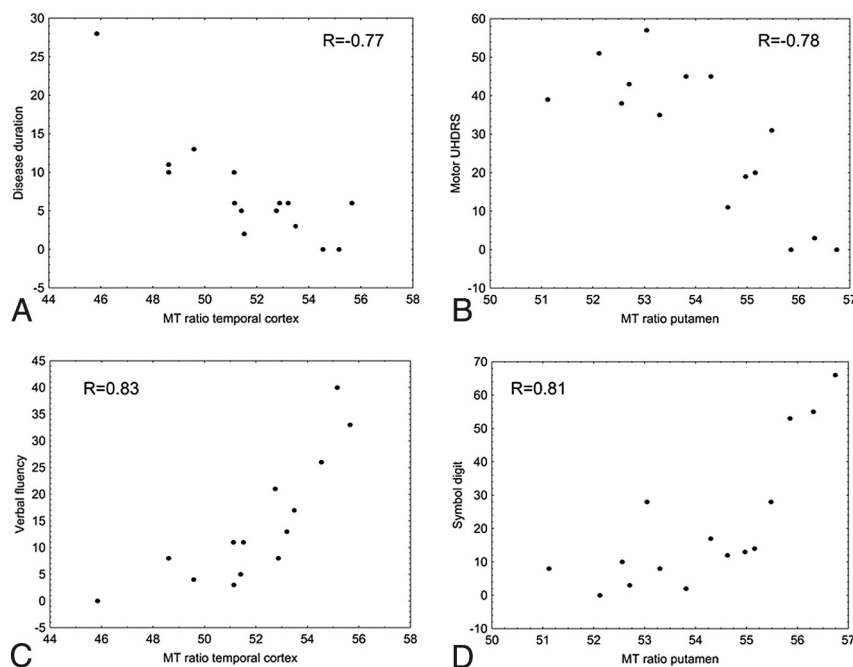 R=-0.77
30
25
20
15
10
5
0
-5
Disease duration
44 46 48 50 52 54 56 58
MT ratio temporal cortex
A
R=-0.78
60
50
40
30
20
10
0
-10
Motor UHDRS
50 51 52 53 54 55 56 57
MT ratio putamen
B
R=0.83
45
40
35
30
25
20
15
10
5
0
-5
Verbal fluency
44 46 48 50 52 54 56 58
MT ratio temporal cortex
C
R=0.81
70
60
50
40
30
20
10
0
-10
Symbol digit
50 51 52 53 54 55 56 57
MT ratio putamen
D